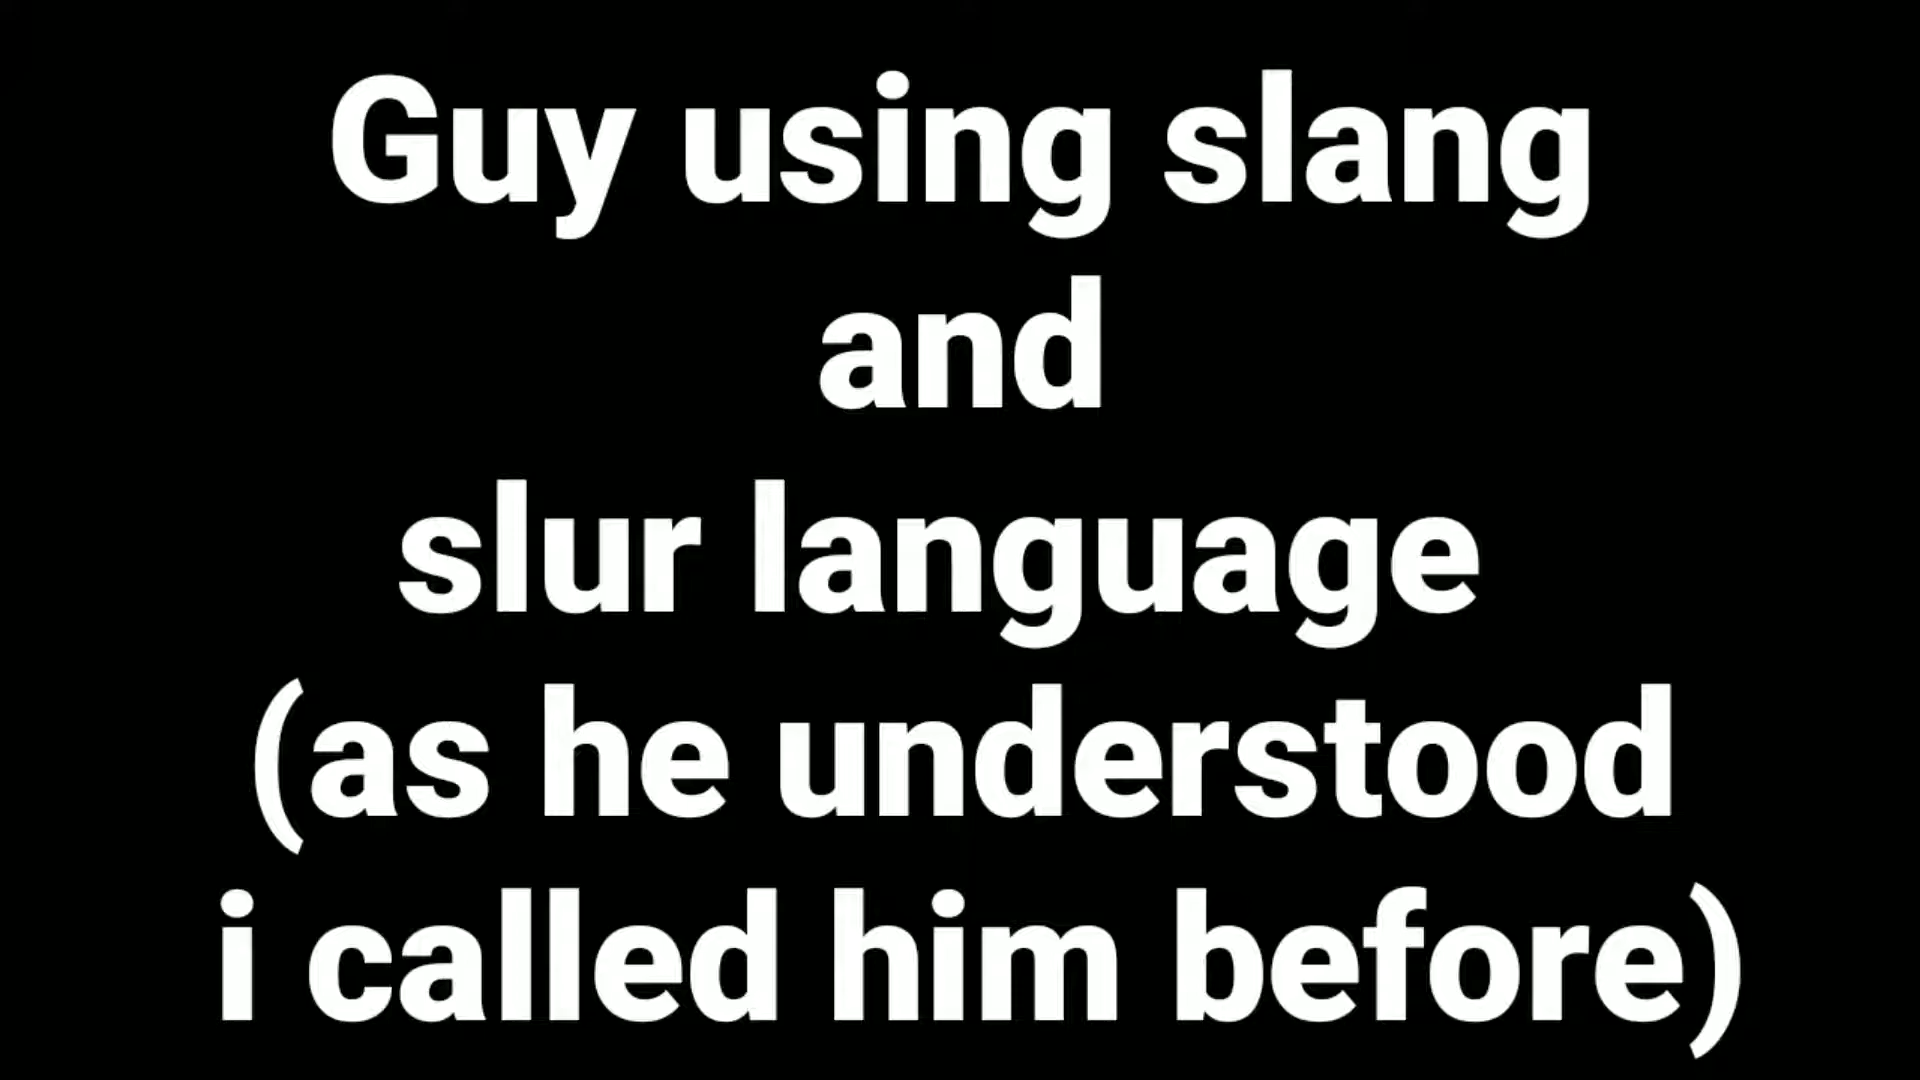 Guy using slang
and
slur language
(as he understood
i called him before)